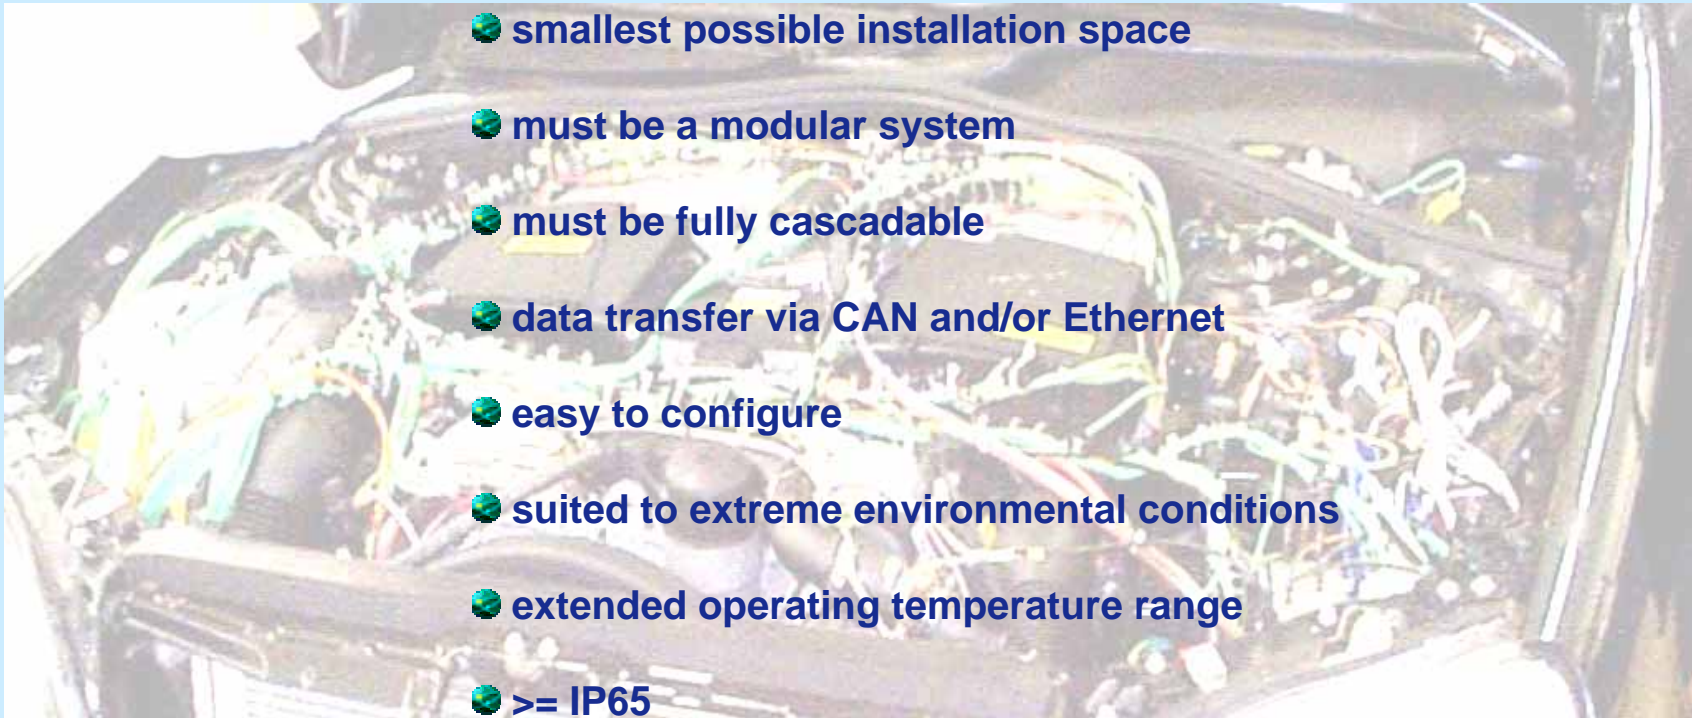 smallest possible installation space
must be a modular system
must be fully cascadable
data transfer via CAN and/or Ethernet
easy to configure
suited to extreme environmental conditions
extended operating temperature range
>= IP65